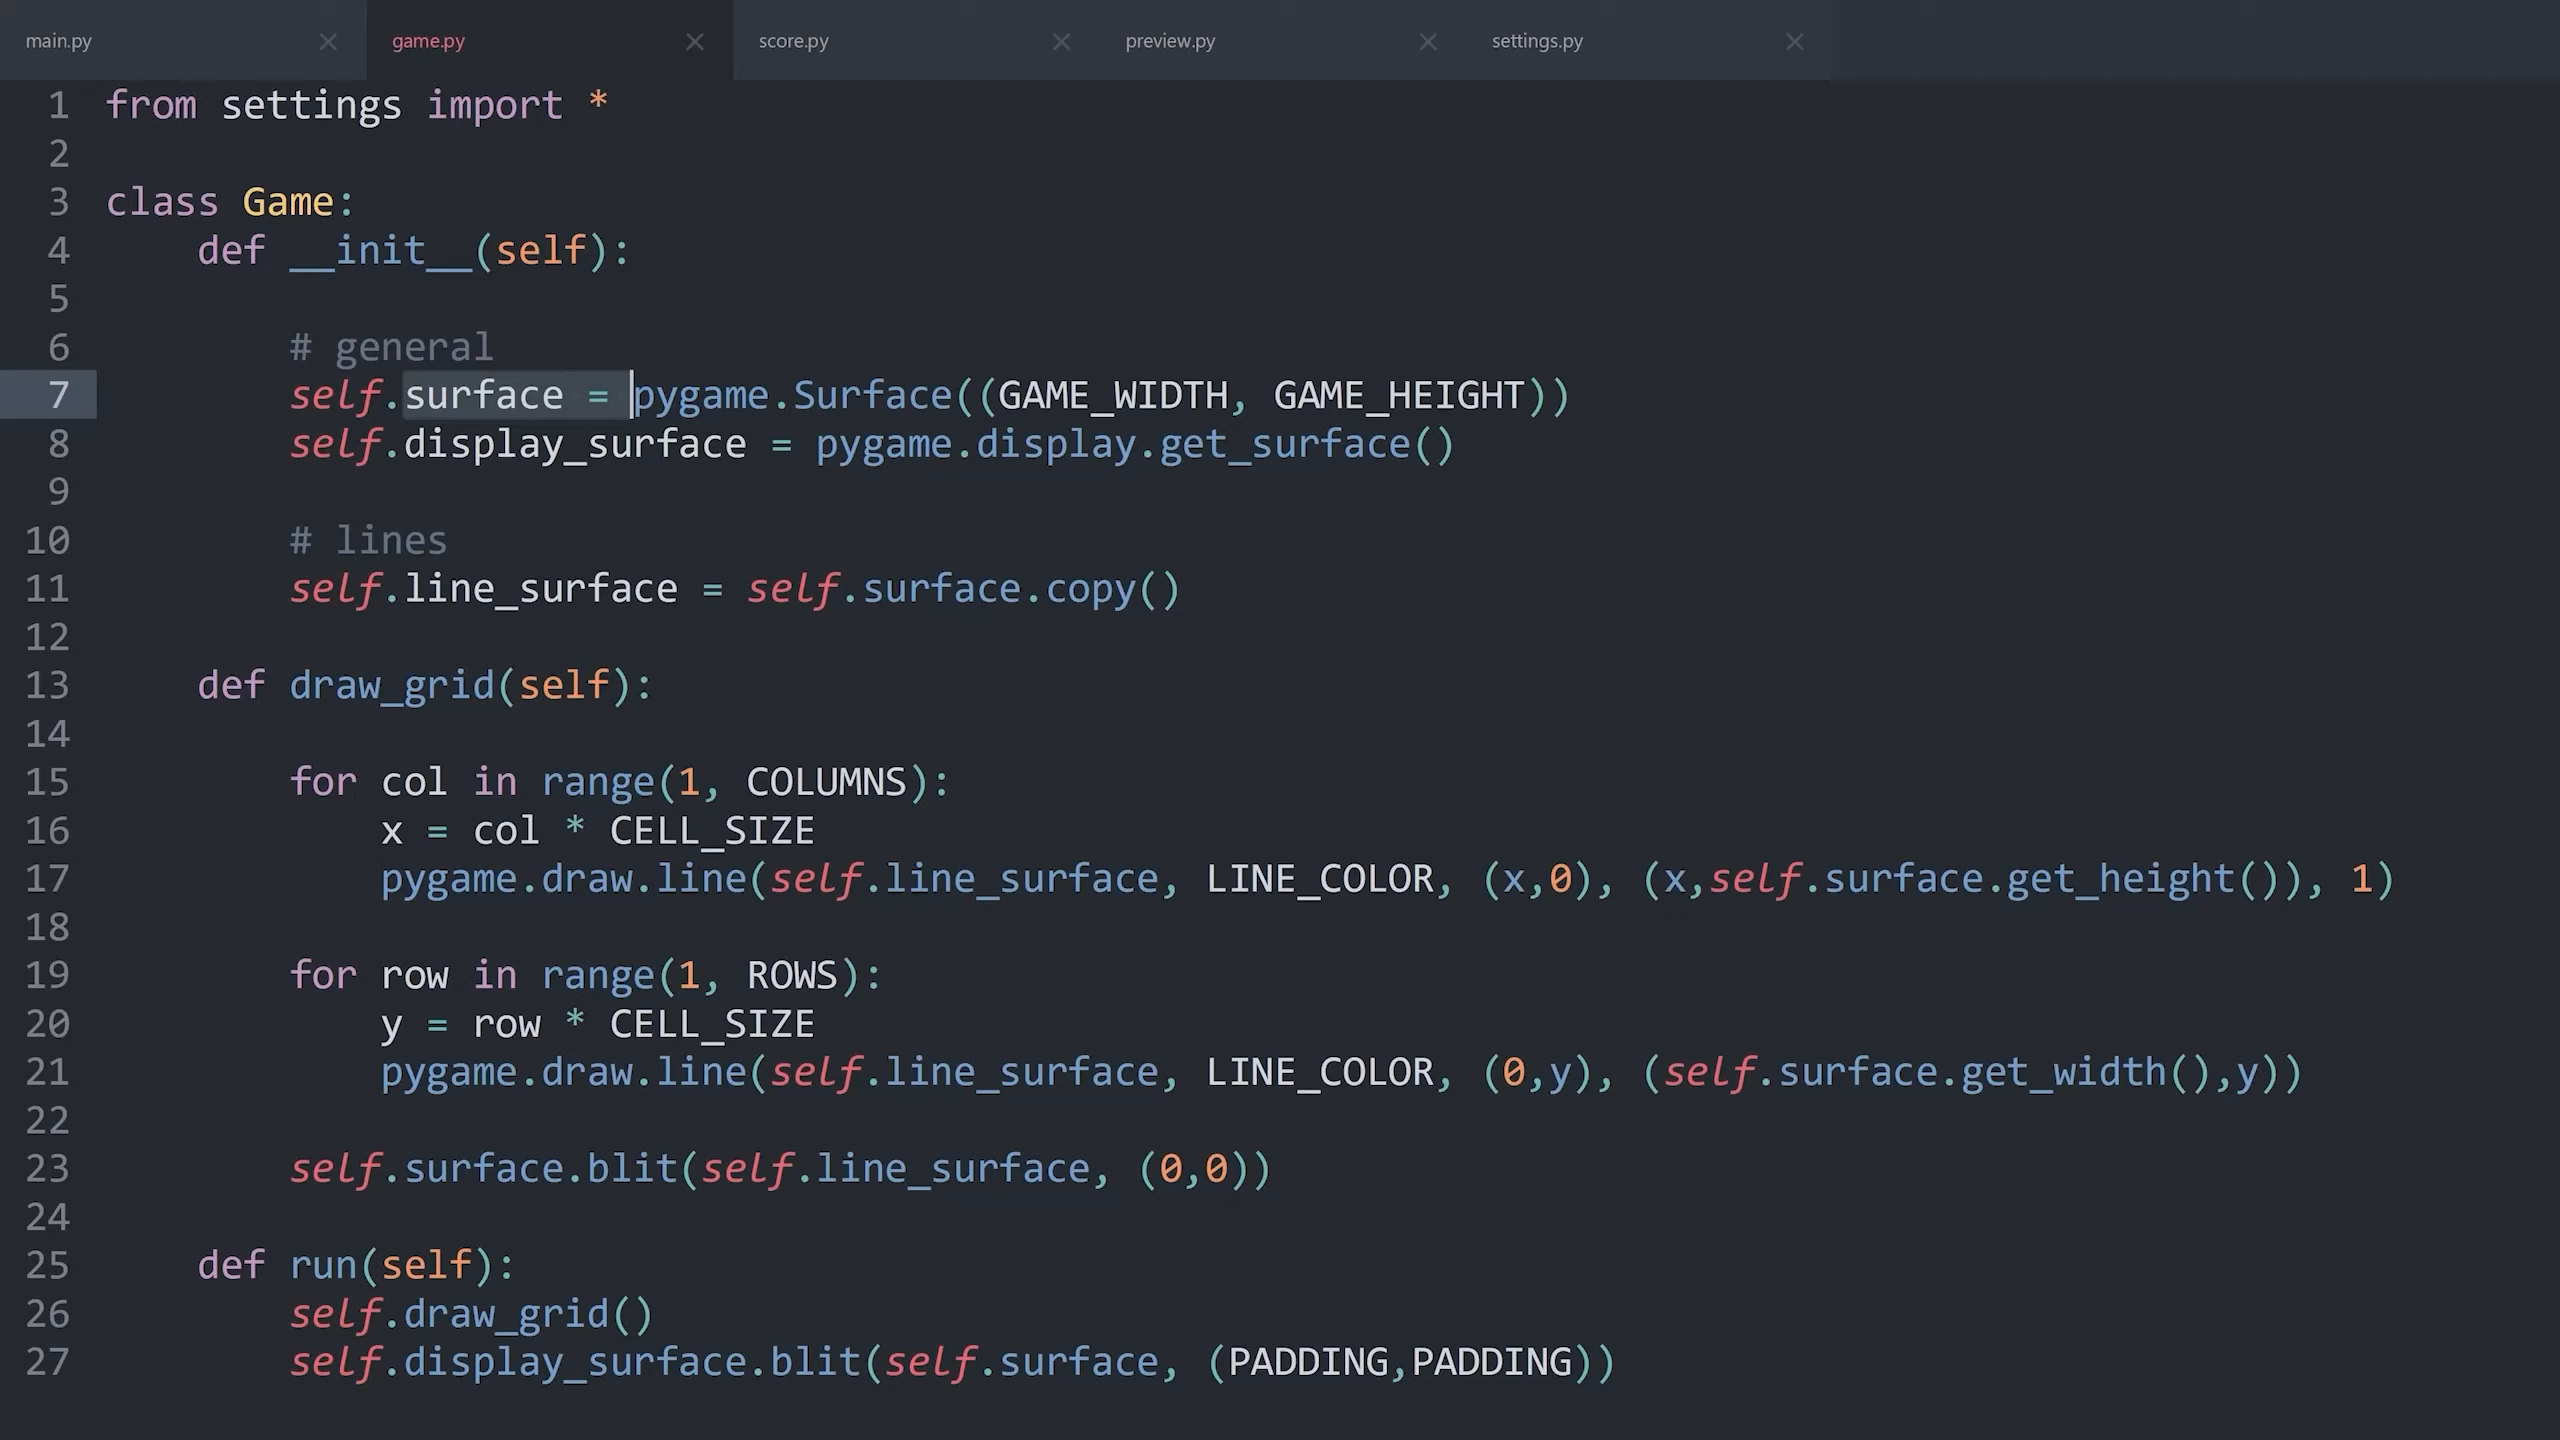 main.py × game.py × score.py × preview.py × settings.py ×
1 from settings import *
2
3 class Game:
4     def __init__(self):
5
6         # general
7         self.surface = pygame.Surface((GAME_WIDTH, GAME_HEIGHT))
8         self.display_surface = pygame.display.get_surface()
9
10         # lines
11         self.line_surface = self.surface.copy()
12
13     def draw_grid(self):
14
15         for col in range(1, COLUMNS):
16             x = col * CELL_SIZE
17             pygame.draw.line(self.line_surface, LINE_COLOR, (x,0), (x,self.surface.get_height()), 1)
18
19         for row in range(1, ROWS):
20             y = row * CELL_SIZE
21             pygame.draw.line(self.line_surface, LINE_COLOR, (0,y), (self.surface.get_width(),y))
22
23         self.surface.blit(self.line_surface, (0,0))
24
25     def run(self):
26         self.draw_grid()
27         self.display_surface.blit(self.surface, (PADDING,PADDING))